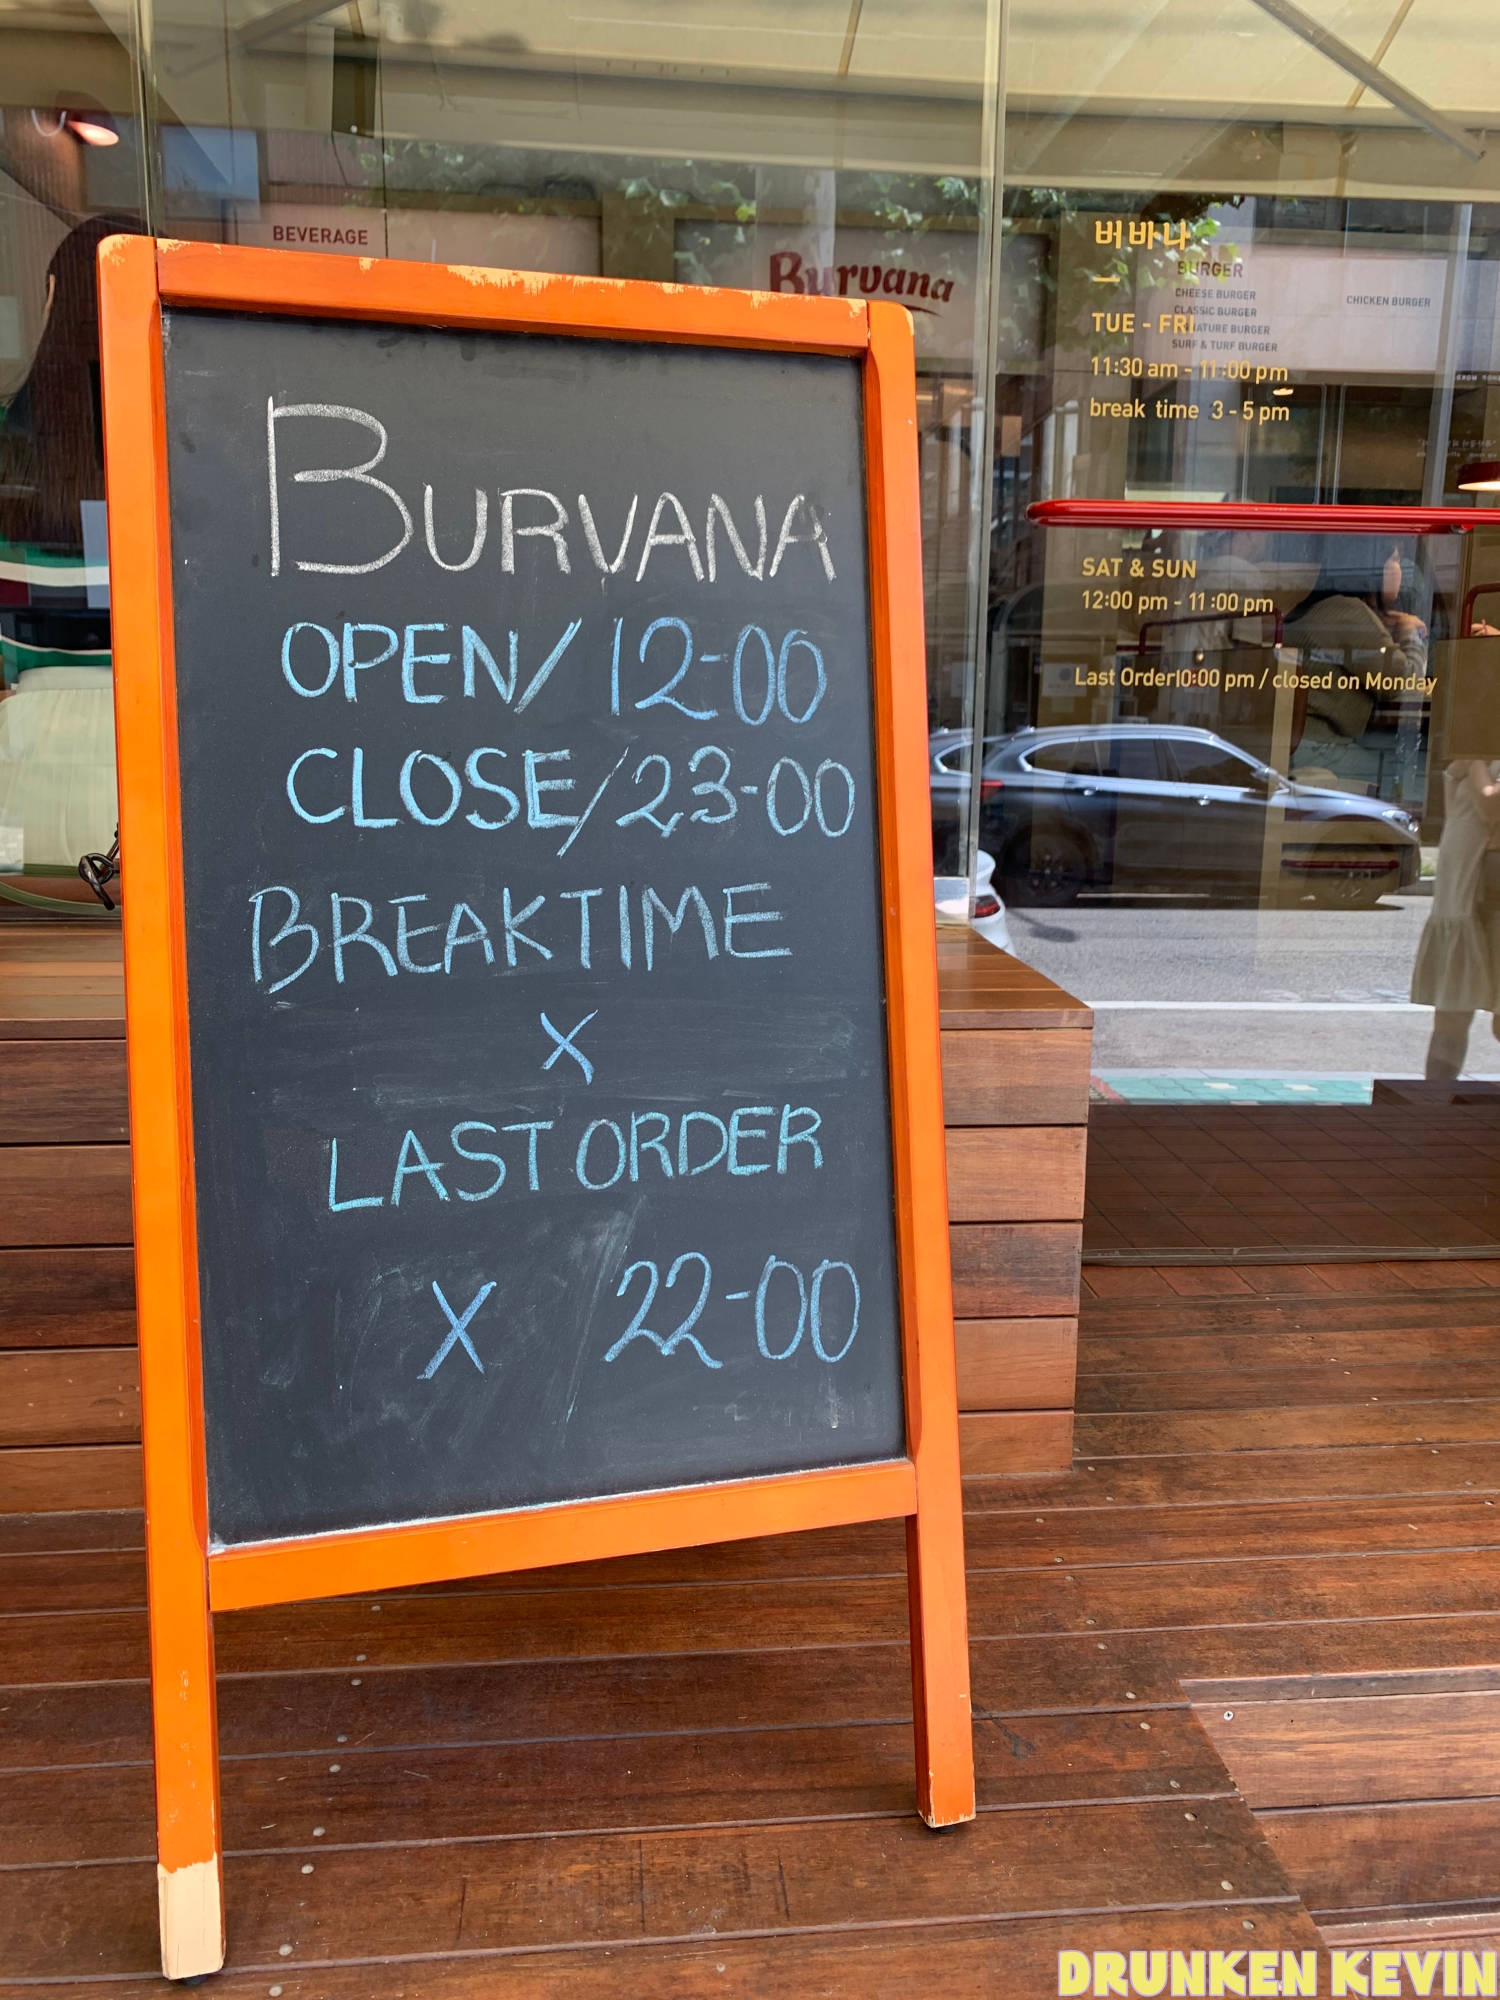 BURVANA
OPEN/ 12-00
CLOSE/23-00
BREAKTIME
X
LAST ORDER
X 22-00
BEVERAGE
Burvana
버바나
BURGER
CHEESE BURGER
CLASSIC BURGER
SURF & TURF BURGER
CHICKEN BURGER
TUE - FRI
11:30 am - 11:00 pm
break time 3 - 5 pm
SAT & SUN
12:00 pm - 11:00 pm
Last Order10:00 pm / closed on Monday
DRUNKEN KEVIN